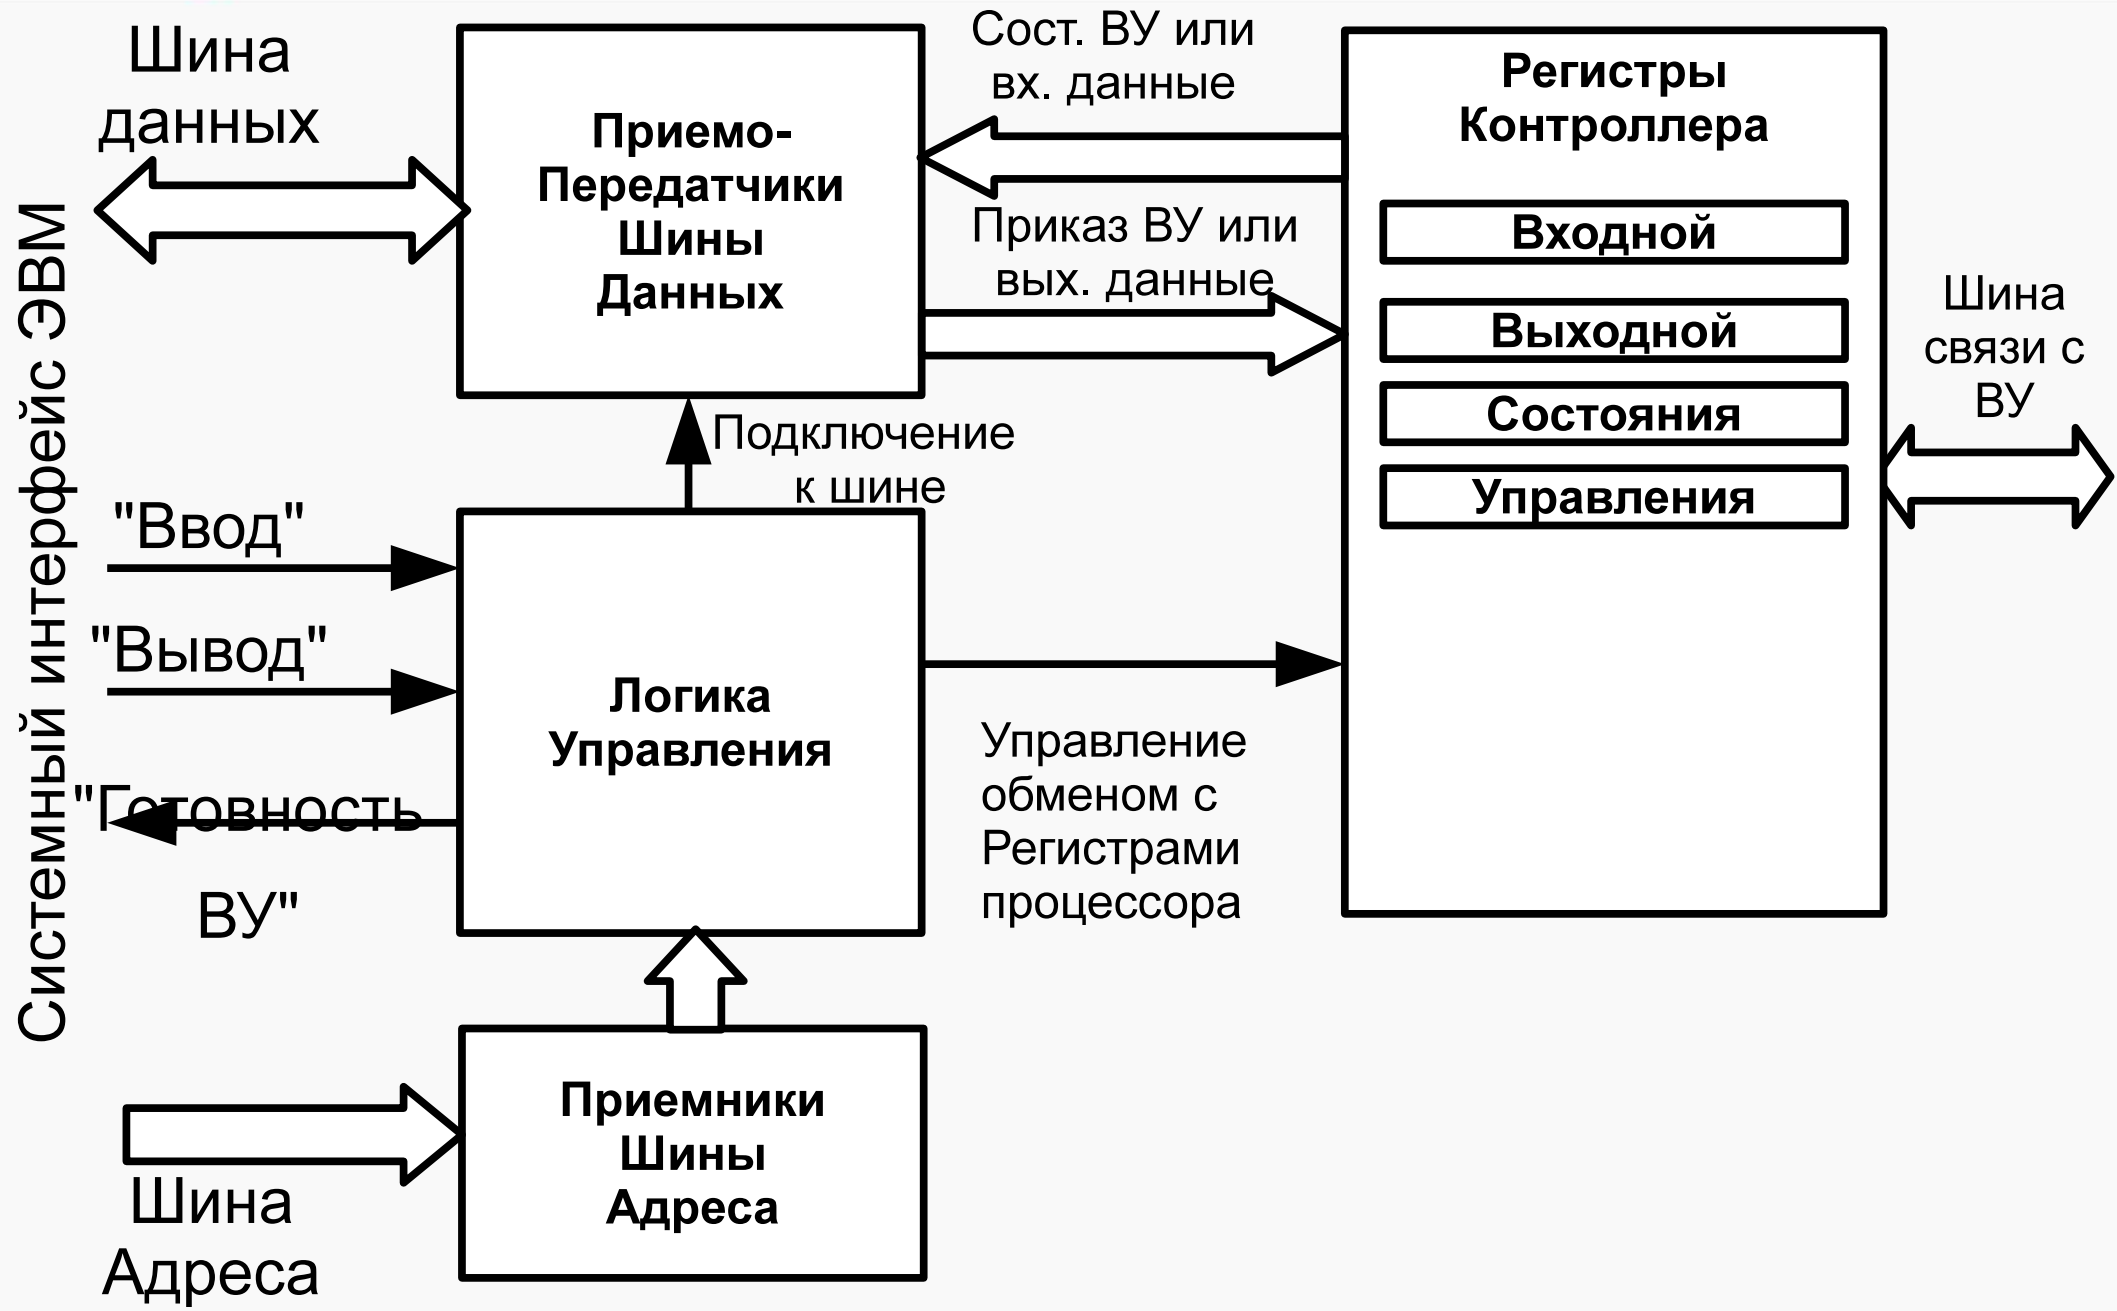 Системный интерфейс ЭВМ
Шина
данных
Приемо-
Передатчики
Шины
Данных
Сост. ВУ или
вх. данные
Приказ ВУ или
вых. данные
Регистры
Контроллера
Входной
Выходной
Состояния
Управления
Шина
связи с
ВУ
Подключение
к шине
"Ввод"
"Вывод"
"Готовность
ВУ"
Логика
Управления
Управление
обменом с
Регистрами
процессора
Приемники
Шины
Адреса
Шина
Адреса